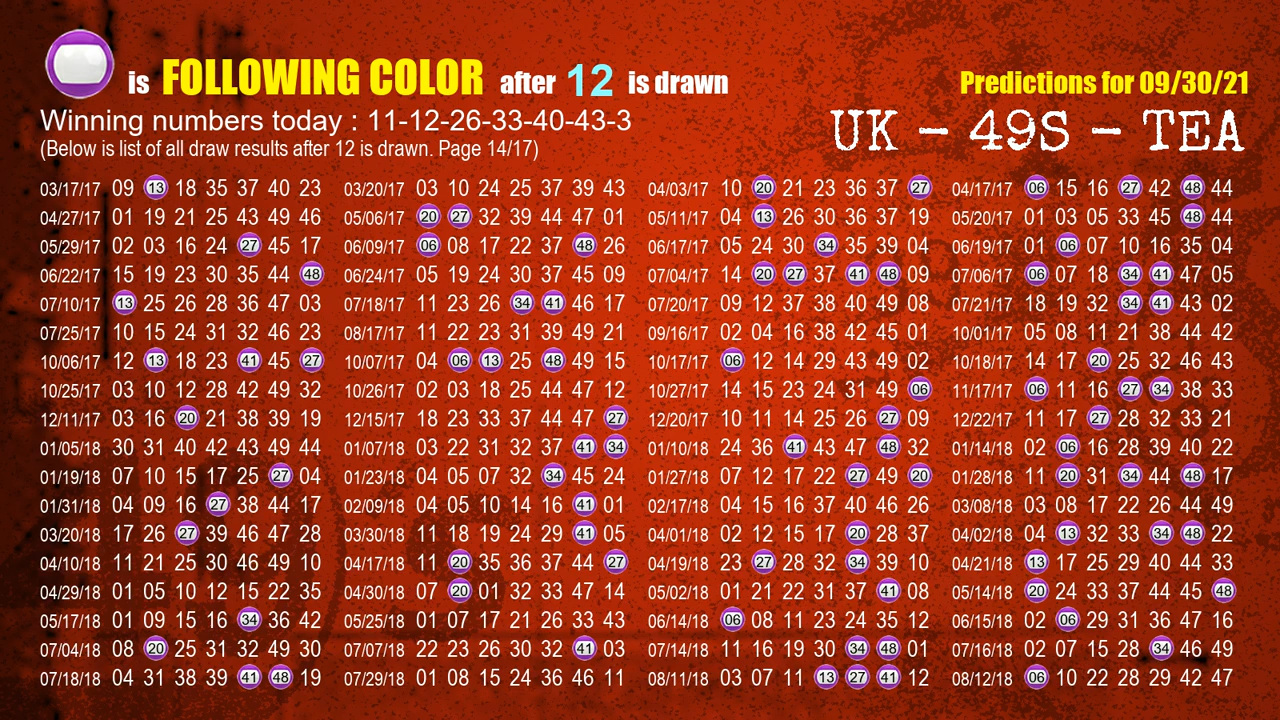 is FOLLOWING COLOR after 12 is drawn
Predictions for 09/30/21
Winning numbers today : 11-12-26-33-40-43-3
UK - 49S - TEA
(Below is list of all draw results after 12 is drawn. Page 14/17)
03/17/17 09 13 18 35 37 40 23 03/20/17 03 10 24 25 37 39 43 04/03/17 10 20 21 23 36 37 27 04/17/17 06 15 16 27 42 48 44
04/27/17 01 19 21 25 43 49 46 05/06/17 20 27 32 39 44 47 01 05/11/17 04 13 26 30 36 37 19 05/20/17 01 03 05 33 45 48 44
05/29/17 02 03 16 24 27 45 17 06/09/17 06 08 17 22 37 48 26 06/17/17 05 24 30 34 35 39 04 06/19/17 01 06 07 10 16 35 04
06/22/17 15 19 23 30 35 44 48 06/24/17 05 19 24 30 37 45 09 07/04/17 14 20 27 37 41 48 09 07/06/17 06 07 18 34 41 47 05
07/10/17 13 25 26 28 36 47 03 07/18/17 11 23 26 34 41 46 17 07/20/17 09 12 37 38 40 49 08 07/21/17 18 19 32 34 41 43 02
07/25/17 10 15 24 31 32 46 23 08/17/17 11 22 23 31 39 49 21 09/16/17 02 04 16 38 42 45 01 10/01/17 05 08 11 21 38 44 42
10/06/17 12 13 18 23 41 45 27 10/07/17 04 06 13 25 48 49 15 10/17/17 06 12 14 29 43 49 02 10/18/17 14 17 20 25 32 46 43
10/25/17 03 10 12 28 42 49 32 10/26/17 02 03 18 25 44 47 12 10/27/17 14 15 23 24 31 49 06 11/17/17 06 11 16 27 34 38 33
12/11/17 03 16 20 21 38 39 19 12/15/17 18 23 33 37 44 47 27 12/20/17 10 11 14 25 26 27 09 12/22/17 11 17 27 28 32 33 21
01/05/18 30 31 40 42 43 49 44 01/07/18 03 22 31 32 37 41 34 01/10/18 24 36 41 43 47 48 32 01/14/18 02 06 16 28 39 40 22
01/19/18 07 10 15 17 25 27 04 01/23/18 04 05 07 32 34 45 24 01/27/18 07 12 17 22 27 49 20 01/28/18 11 20 31 34 44 48 17
01/31/18 04 09 16 27 38 44 17 02/09/18 04 05 10 14 16 41 01 02/17/18 04 15 16 37 40 46 26 03/08/18 03 08 17 22 26 44 49
03/20/18 17 26 27 39 46 47 28 03/30/18 11 18 19 24 29 41 05 04/01/18 02 12 15 17 20 28 37 04/02/18 04 13 32 33 34 48 22
04/10/18 11 21 25 30 46 49 10 04/17/18 11 20 35 36 37 44 27 04/19/18 23 27 28 32 34 39 10 04/21/18 13 17 25 29 40 44 33
04/29/18 01 05 10 12 15 22 35 04/30/18 07 20 01 32 33 47 14 05/02/18 01 21 22 31 37 41 08 05/14/18 20 24 33 37 44 45 48
05/17/18 01 09 15 16 34 36 42 05/25/18 01 07 17 21 26 33 43 06/14/18 06 08 11 23 24 35 12 06/15/18 02 06 29 31 36 47 16
07/04/18 08 20 25 31 32 49 30 07/07/18 22 23 26 30 32 41 03 07/14/18 11 16 19 30 34 48 01 07/16/18 02 07 15 28 34 46 49
07/18/18 04 31 38 39 41 48 19 07/29/18 01 08 15 24 36 46 11 08/11/18 03 07 11 13 27 41 12 08/12/18 06 10 22 28 29 42 47